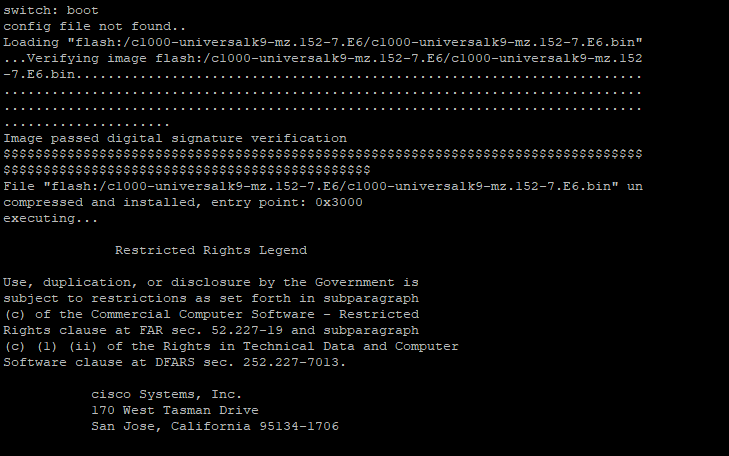 switch: boot
config file not found..
Loading "flash:/c1000-universalk9-mz.152-7.E6/c1000-universalk9-mz.152-7.E6.bin"
...Verifying image flash:/c1000-universalk9-mz.152-7.E6/c1000-universalk9-mz.152
-7.E6.bin.......................................................................
................................................................................
................................................................................
.....................
Image passed digital signature verification
$$$$$$$$$$$$$$$$$$$$$$$$$$$$$$$$$$$$$$$$$$$$$$$$$$$$$$$$$$$$$$$$$$$$$$$$$$$$$$$$
$$$$$$$$$$$$$$$$$$$$$$$$$$$$$$$$$$$$$$$$$$$$$$
File "flash:/c1000-universalk9-mz.152-7.E6/c1000-universalk9-mz.152-7.E6.bin" un
compressed and installed, entry point: 0x3000
executing...
Restricted Rights Legend
Use, duplication, or disclosure by the Government is
subject to restrictions as set forth in subparagraph
(c) of the Commercial Computer Software - Restricted
Rights clause at FAR sec. 52.227-19 and subparagraph
(c) (1) (ii) of the Rights in Technical Data and Computer
Software clause at DFARS sec. 252.227-7013.
cisco Systems, Inc.
170 West Tasman Drive
San Jose, California 95134-1706